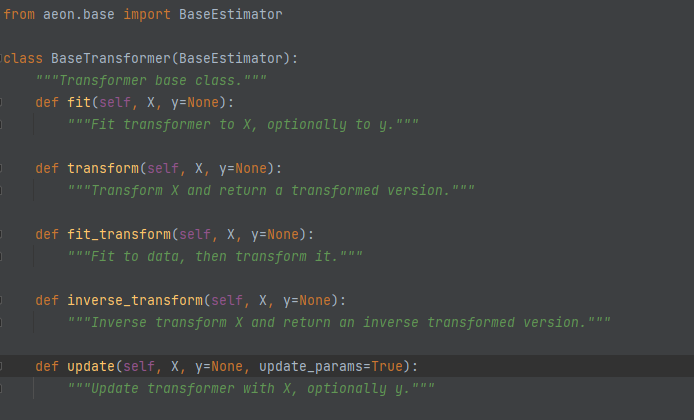 from aeon.base import BaseEstimator
class BaseTransformer(BaseEstimator):
"""Transformer base class."""
def fit(self, X, y=None):
"""Fit transformer to X, optionally to y."""
def transform(self, X, y=None):
"""Transform X and return a transformed version."""
def fit_transform(self, X, y=None):
"""Fit to data, then transform it."""
def inverse_transform(self, X, y=None):
"""Inverse transform X and return an inverse transformed version."""
def update(self, X, y=None, update_params=True):
"""Update transformer with X, optionally y."""